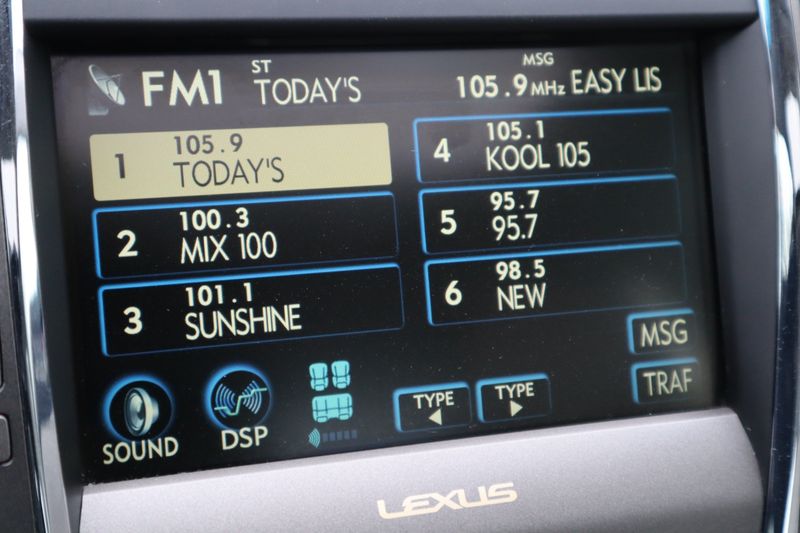 FM1 ST TODAY'S MSG 105.9MHz EASY LIS
1 105.9 TODAY'S
4 105.1 KOOL 105
2 100.3 MIX 100
5 95.7 95.7
3 101.1 SUNSHINE
6 98.5 NEW
MSG
TRAF
SOUND DSP TYPE TYPE
LEXUS